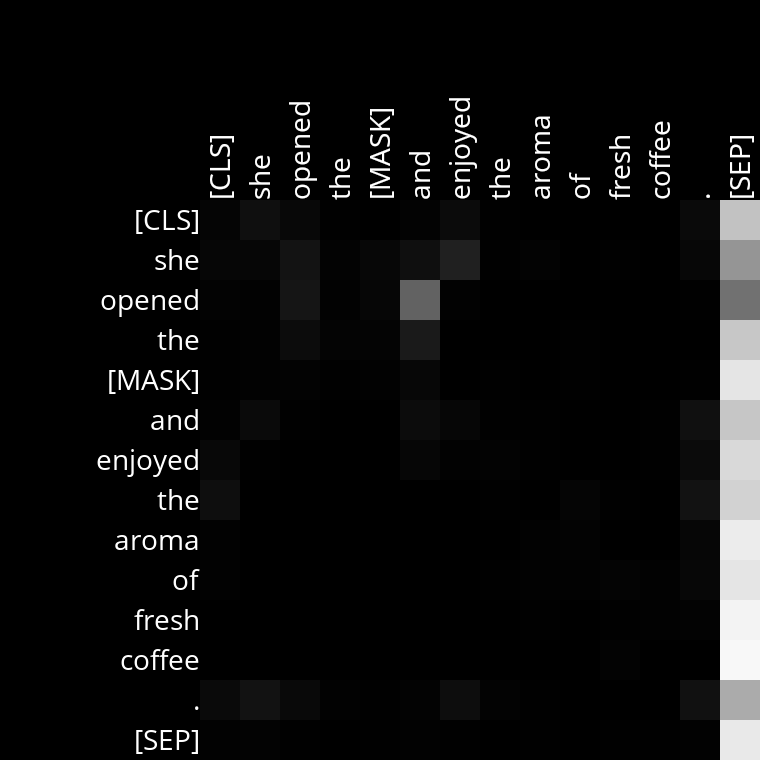 [CLS]
she
opened
the
[MASK]
and
enjoyed
the
aroma
of
fresh
coffee
.
[SEP]
[CLS]
she
opened
the
[MASK]
and
enjoyed
the
aroma
of
fresh
coffee
.
[SEP]